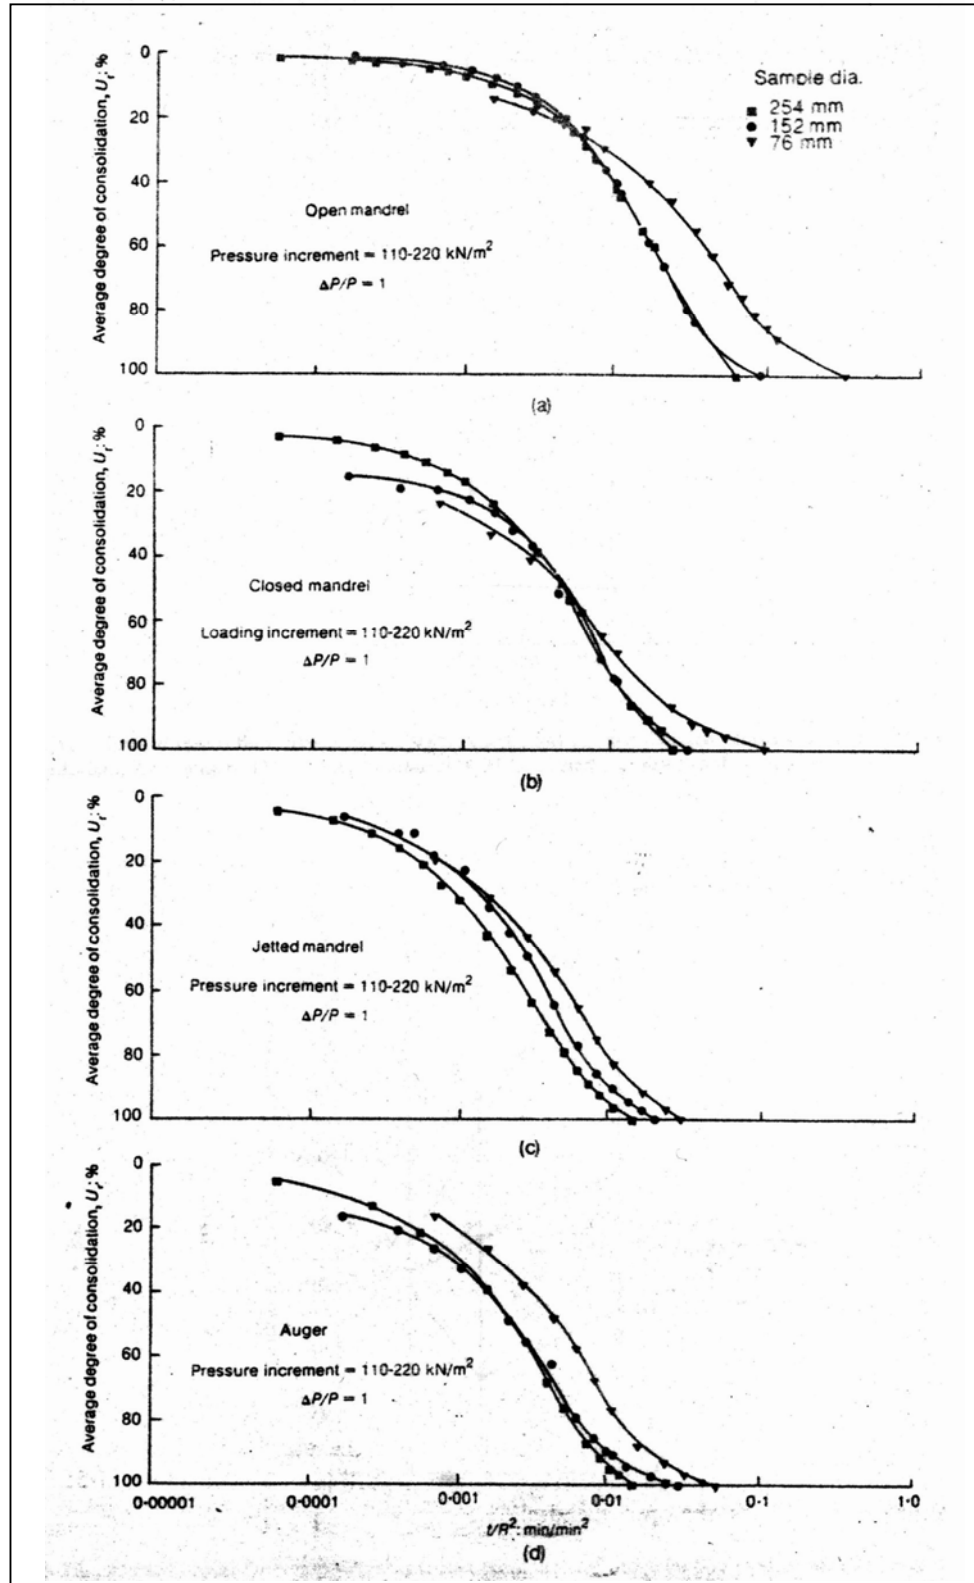 0
20
40
60
80
100
Average degree of consolidation, Uᵣ: %
Sample dia.
■ 254 mm
● 152 mm
▼ 76 mm
Open mandrel
Pressure increment = 110-220 kN/m²
ΔP/P = 1
(a)
0
20
40
60
80
100
Average degree of consolidation, Uᵣ: %
Closed mandrel
Loading increment = 110-220 kN/m²
ΔP/P = 1
(b)
0
20
40
60
80
100
Average degree of consolidation, Uᵣ: %
Jetted mandrel
Pressure increment = 110-220 kN/m²
ΔP/P = 1
(c)
0
20
40
60
80
100
Average degree of consolidation, Uᵣ: %
Auger
Pressure increment = 110-220 kN/m²
ΔP/P = 1
0·00001 0·0001 0·001 0·01 0·1 1·0
t/R²: min/min²
(d)